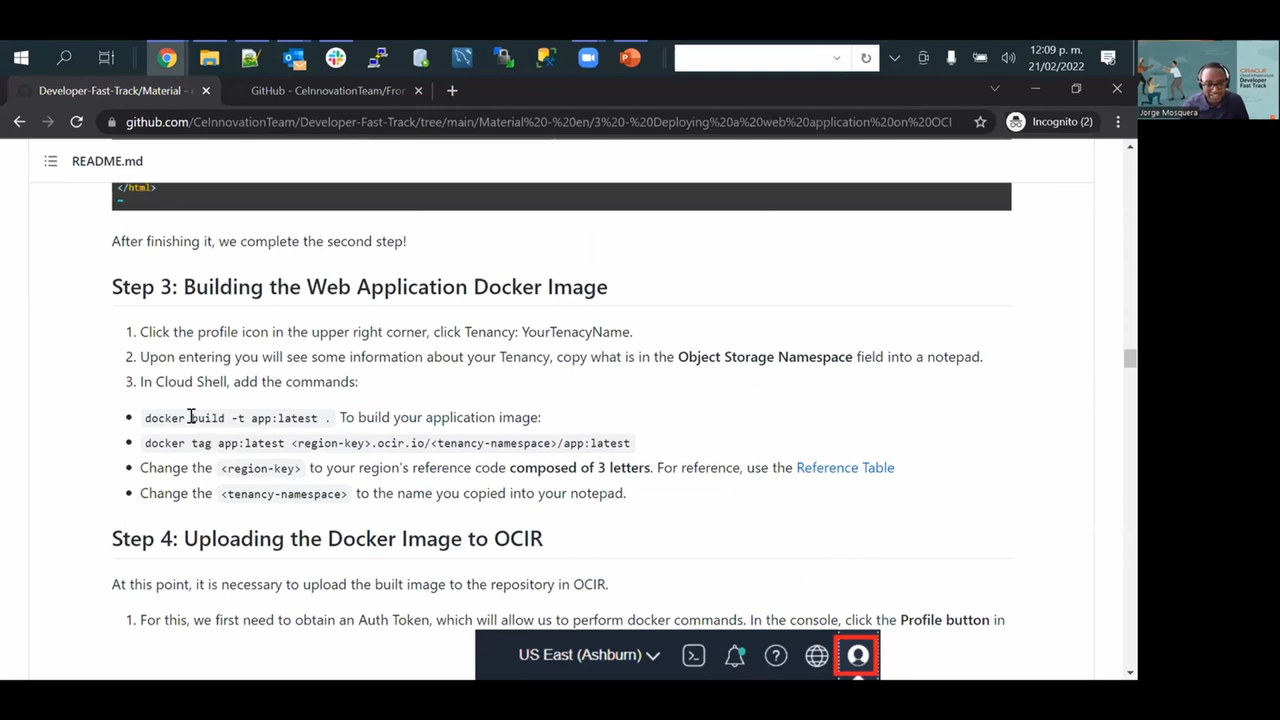 12:09 p. m.
21/02/2022
Developer-Fast-Track/Material -
GitHub - CeInnovationTeam/Fror
github.com/CeInnovationTeam/Developer-Fast-Track/tree/main/Material%20-%20en/3%20-%20Deploying%20a%20web%20application%20on%20OCI
Incognito (2)
ORACLE
Developer
Fast Track
Jorge Mosquera
README.md
</html>
~
After finishing it, we complete the second step!
Step 3: Building the Web Application Docker Image
1. Click the profile icon in the upper right corner, click Tenancy: YourTenacyName.
2. Upon entering you will see some information about your Tenancy, copy what is in the Object Storage Namespace field into a notepad.
3. In Cloud Shell, add the commands:
• docker build -t app:latest . To build your application image:
• docker tag app:latest <region-key>.ocir.io/<tenancy-namespace>/app:latest
• Change the <region-key> to your region's reference code composed of 3 letters. For reference, use the Reference Table
• Change the <tenancy-namespace> to the name you copied into your notepad.
Step 4: Uploading the Docker Image to OCIR
At this point, it is necessary to upload the built image to the repository in OCIR.
1. For this, we first need to obtain an Auth Token, which will allow us to perform docker commands. In the console, click the Profile button in
US East (Ashburn)